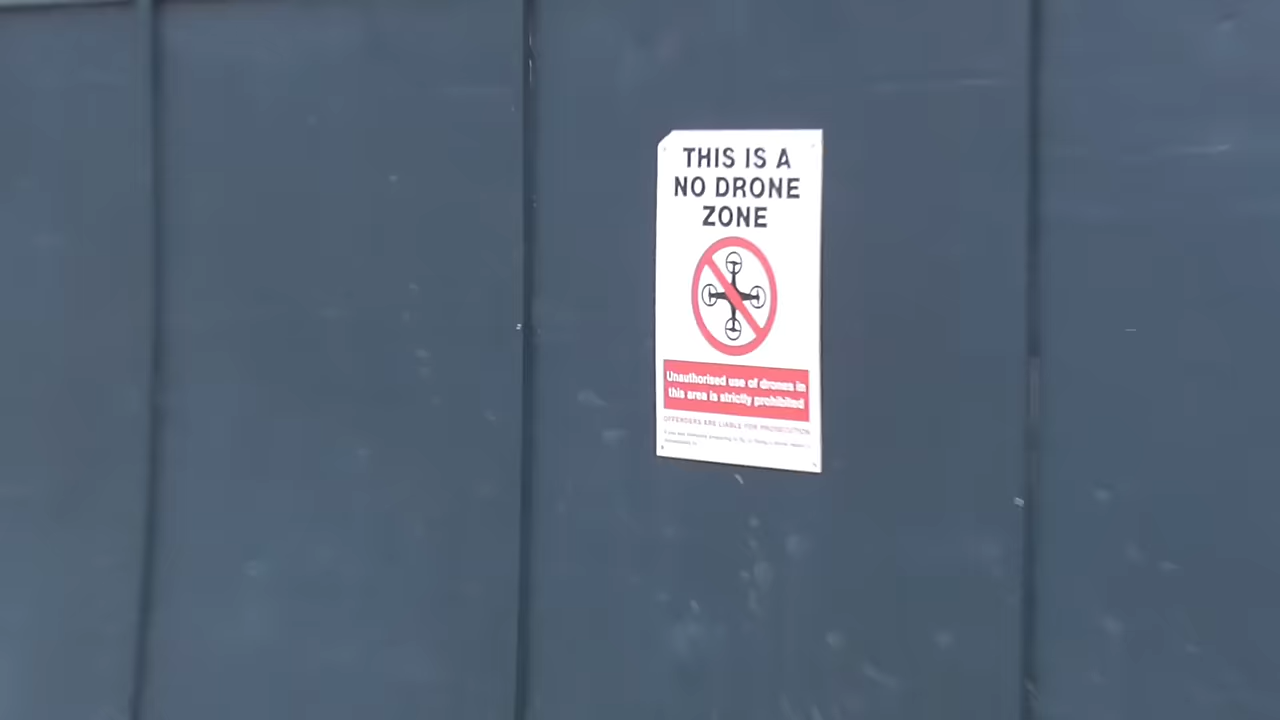 THIS IS A
NO DRONE
ZONE
Unauthorised use of drones in
this area is strictly prohibited
OFFENDERS ARE LIABLE FOR PROSECUTION